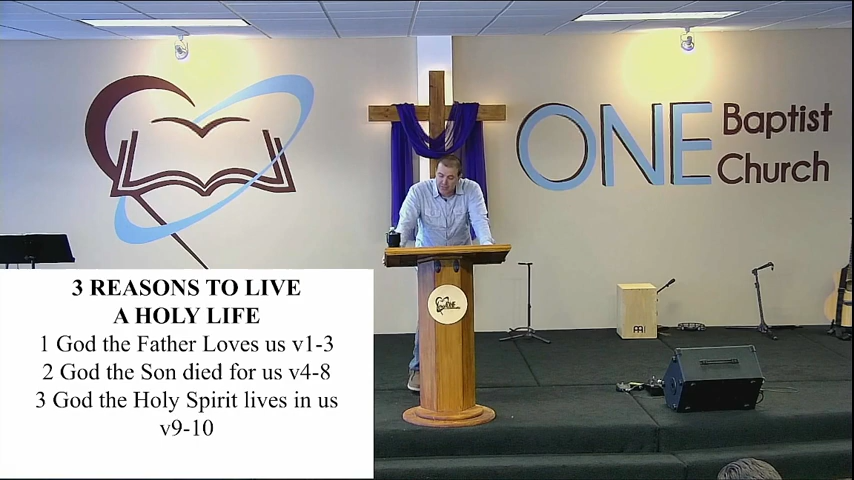 ONE Baptist
Church
ONE
3 REASONS TO LIVE
A HOLY LIFE
1 God the Father Loves us v1-3
2 God the Son died for us v4-8
3 God the Holy Spirit lives in us
v9-10